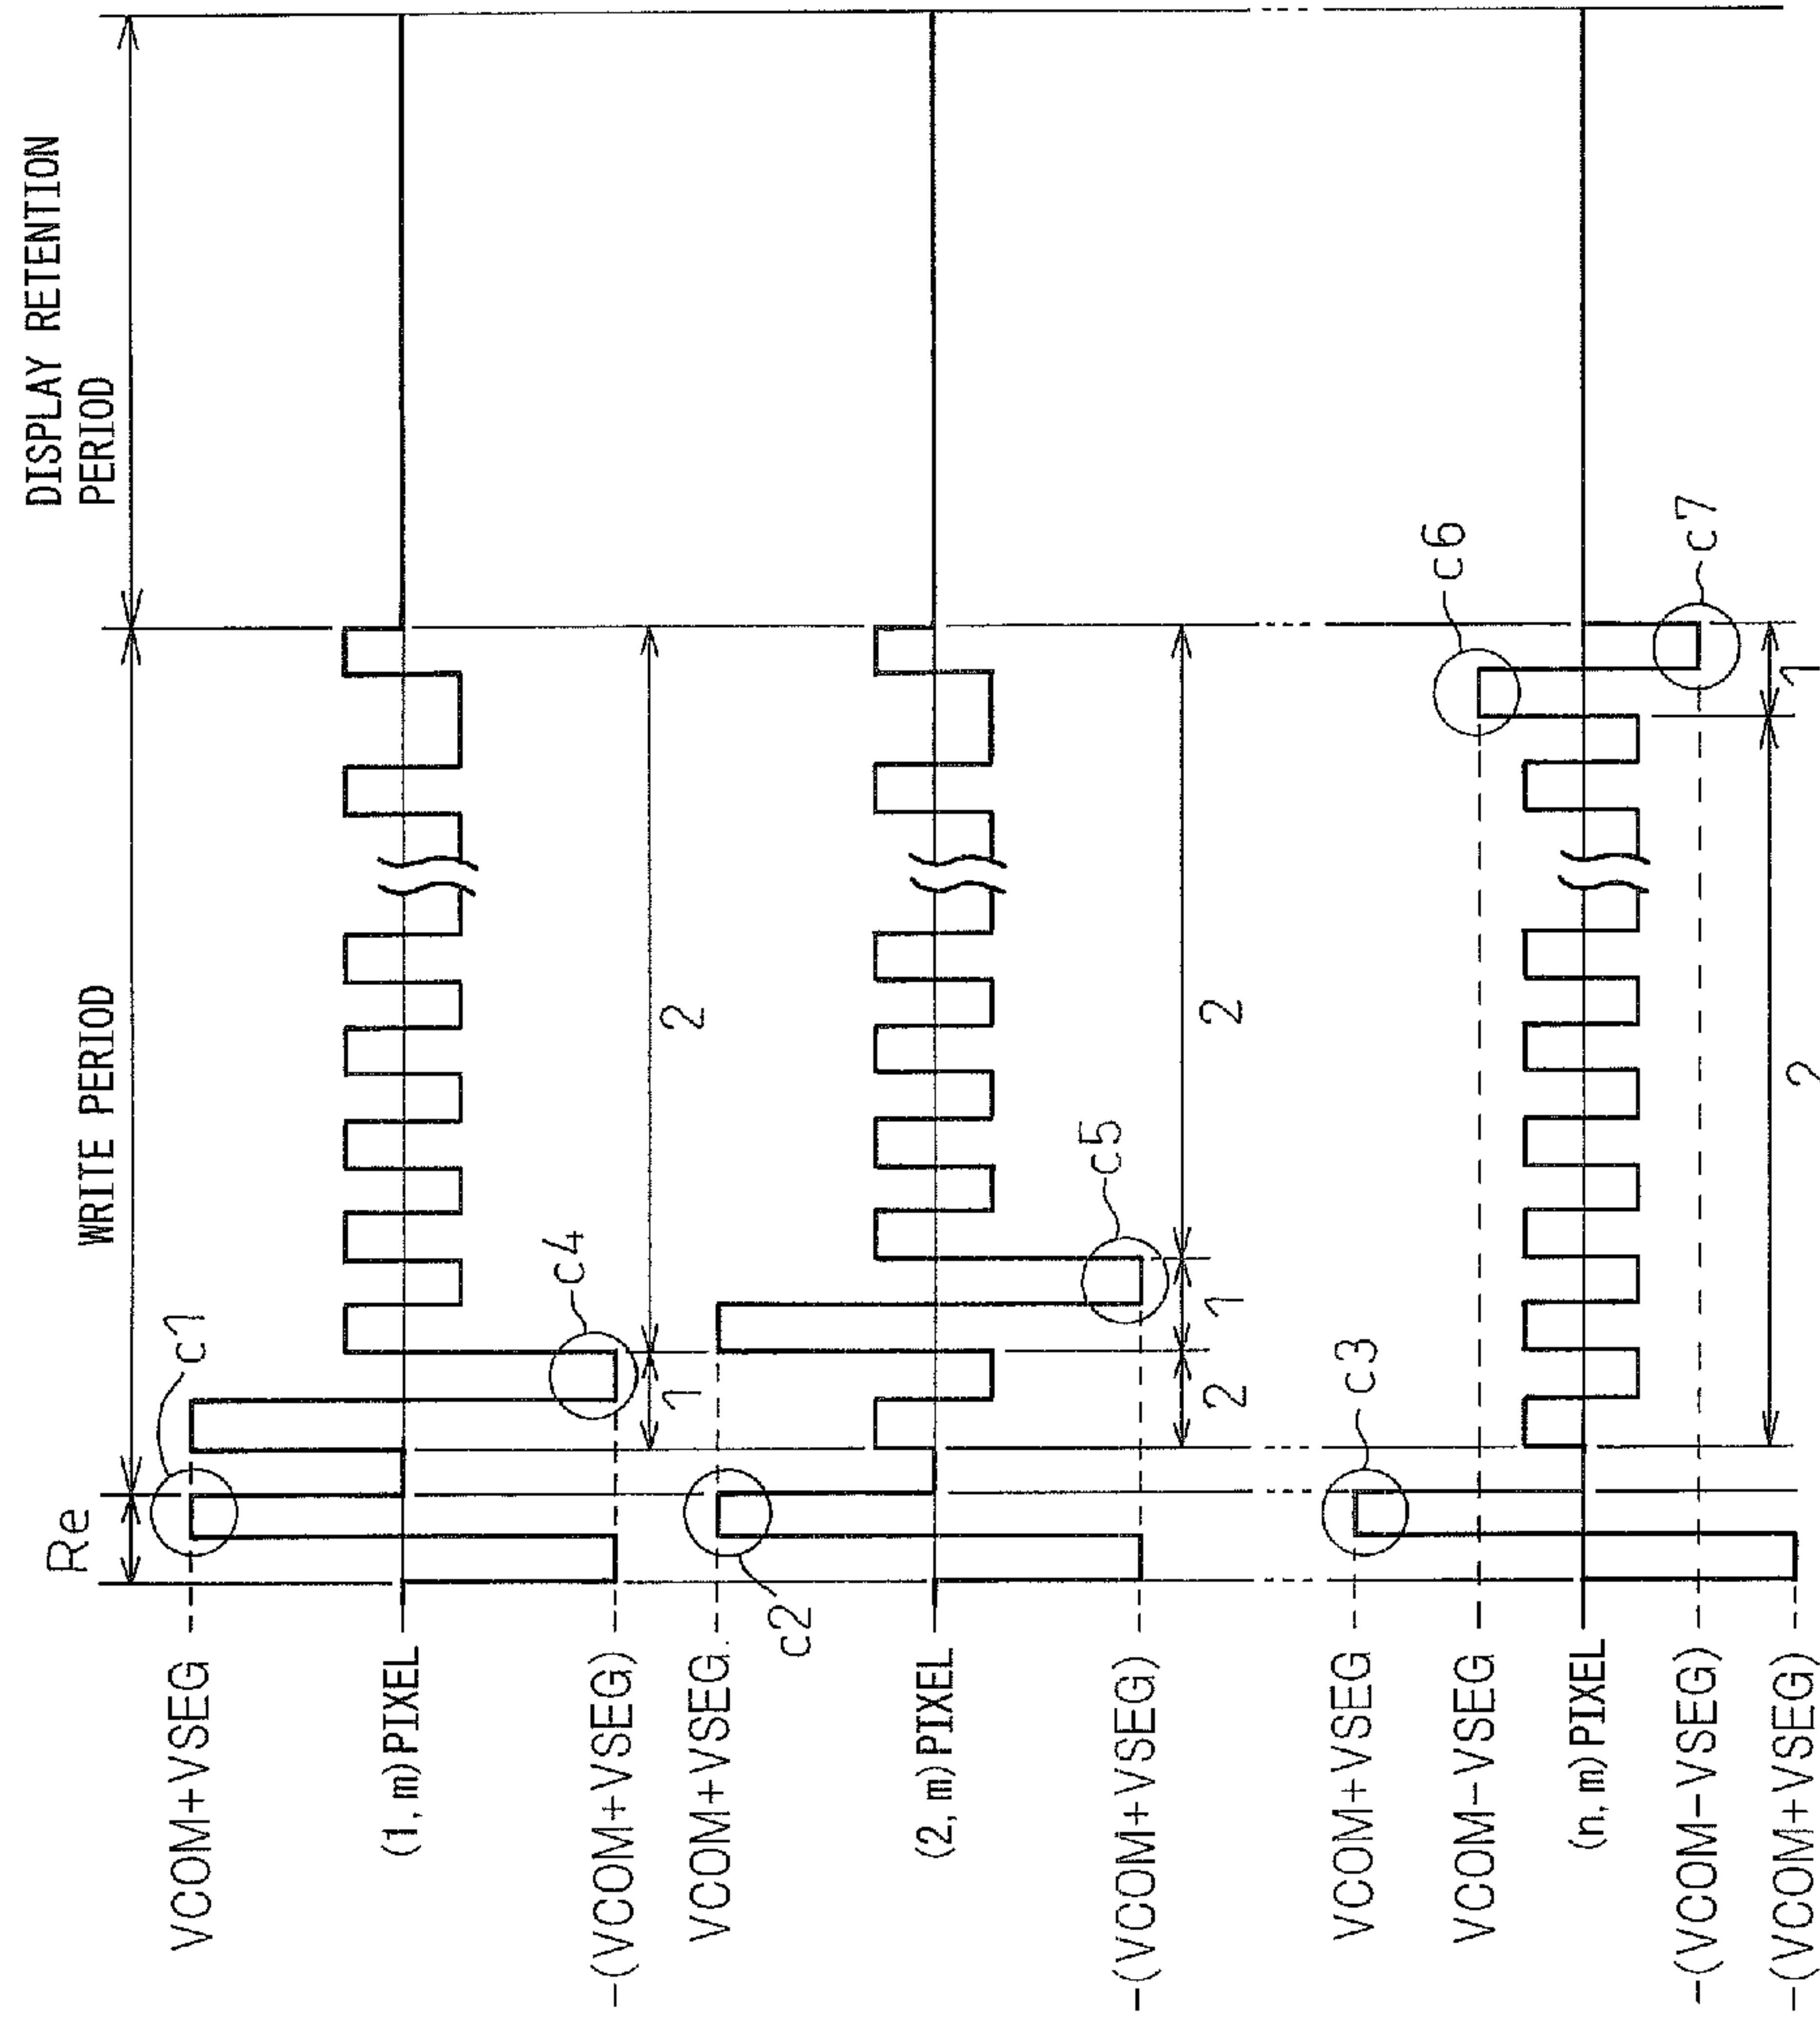 Re
WRITE PERIOD
DISPLAY RETENTION
PERIOD
c1
VCOM+VSEG
(1, m) PIXEL
c4
-(VCOM+VSEG)
1
2
VCOM+VSEG
c2
(2, m) PIXEL
c5
-(VCOM+VSEG)
2
1
2
c3
VCOM+VSEG
c6
VCOM-VSEG
(n, m) PIXEL
c7
-(VCOM-VSEG)
2
1
-(VCOM+VSEG)